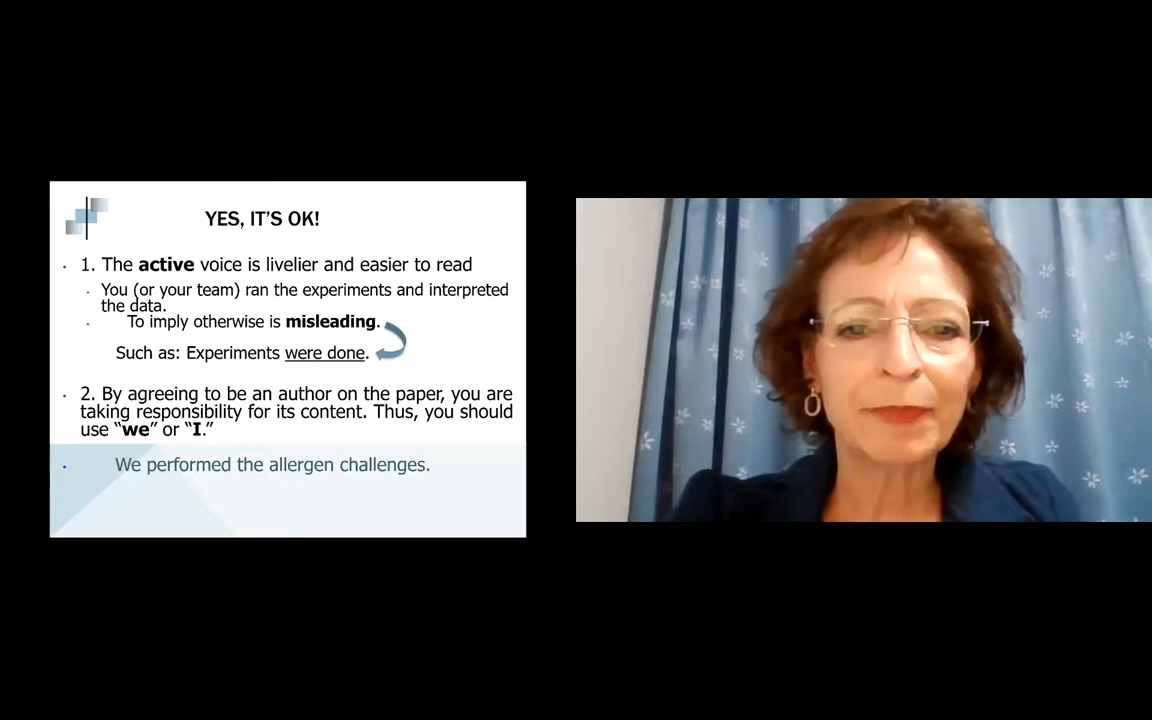 YES, IT’S OK!
1. The active voice is livelier and easier to read
You (or your team) ran the experiments and interpreted
the data.
To imply otherwise is misleading.
Such as: Experiments were done.
2. By agreeing to be an author on the paper, you are
taking responsibility for its content. Thus, you should
use “we” or “I.”
We performed the allergen challenges.